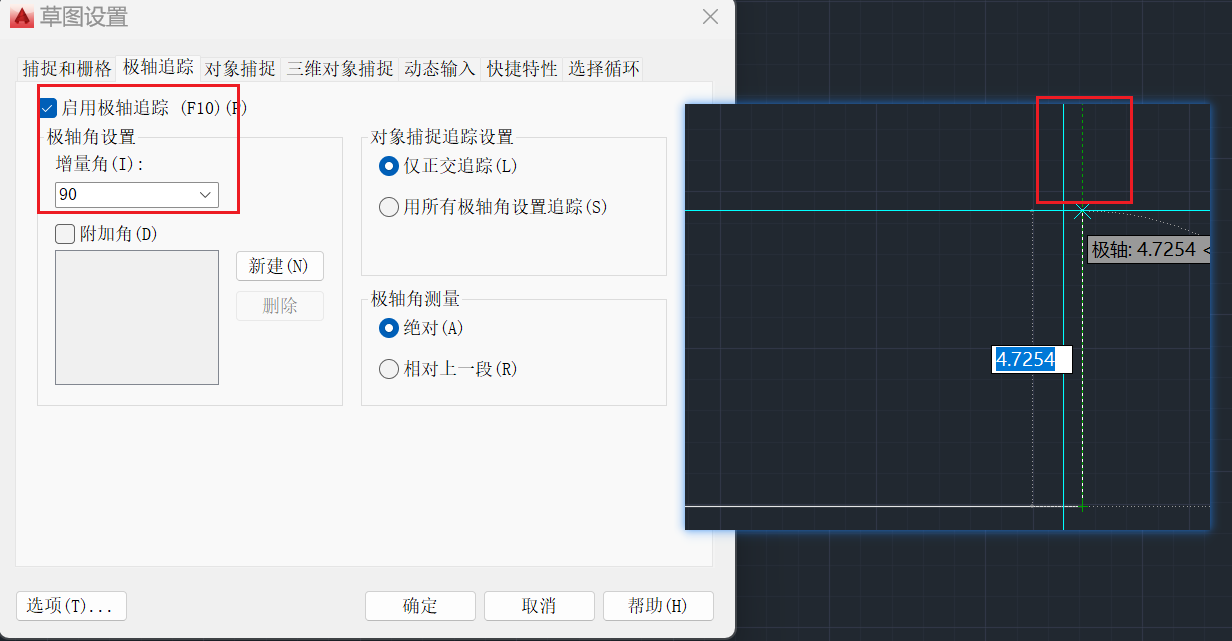 草图设置
捕捉和栅格 极轴追踪 对象捕捉 三维对象捕捉 动态输入 快捷特性 选择循环
启用极轴追踪 (F10)(P)
极轴角设置
增量角(I):
90
附加角(D)
新建(N)
删除
对象捕捉追踪设置
仅正交追踪(L)
用所有极轴角设置追踪(S)
极轴角测量
绝对(A)
相对上一段(R)
极轴: 4.7254 <
4.7254
选项(T)...
确定
取消
帮助(H)